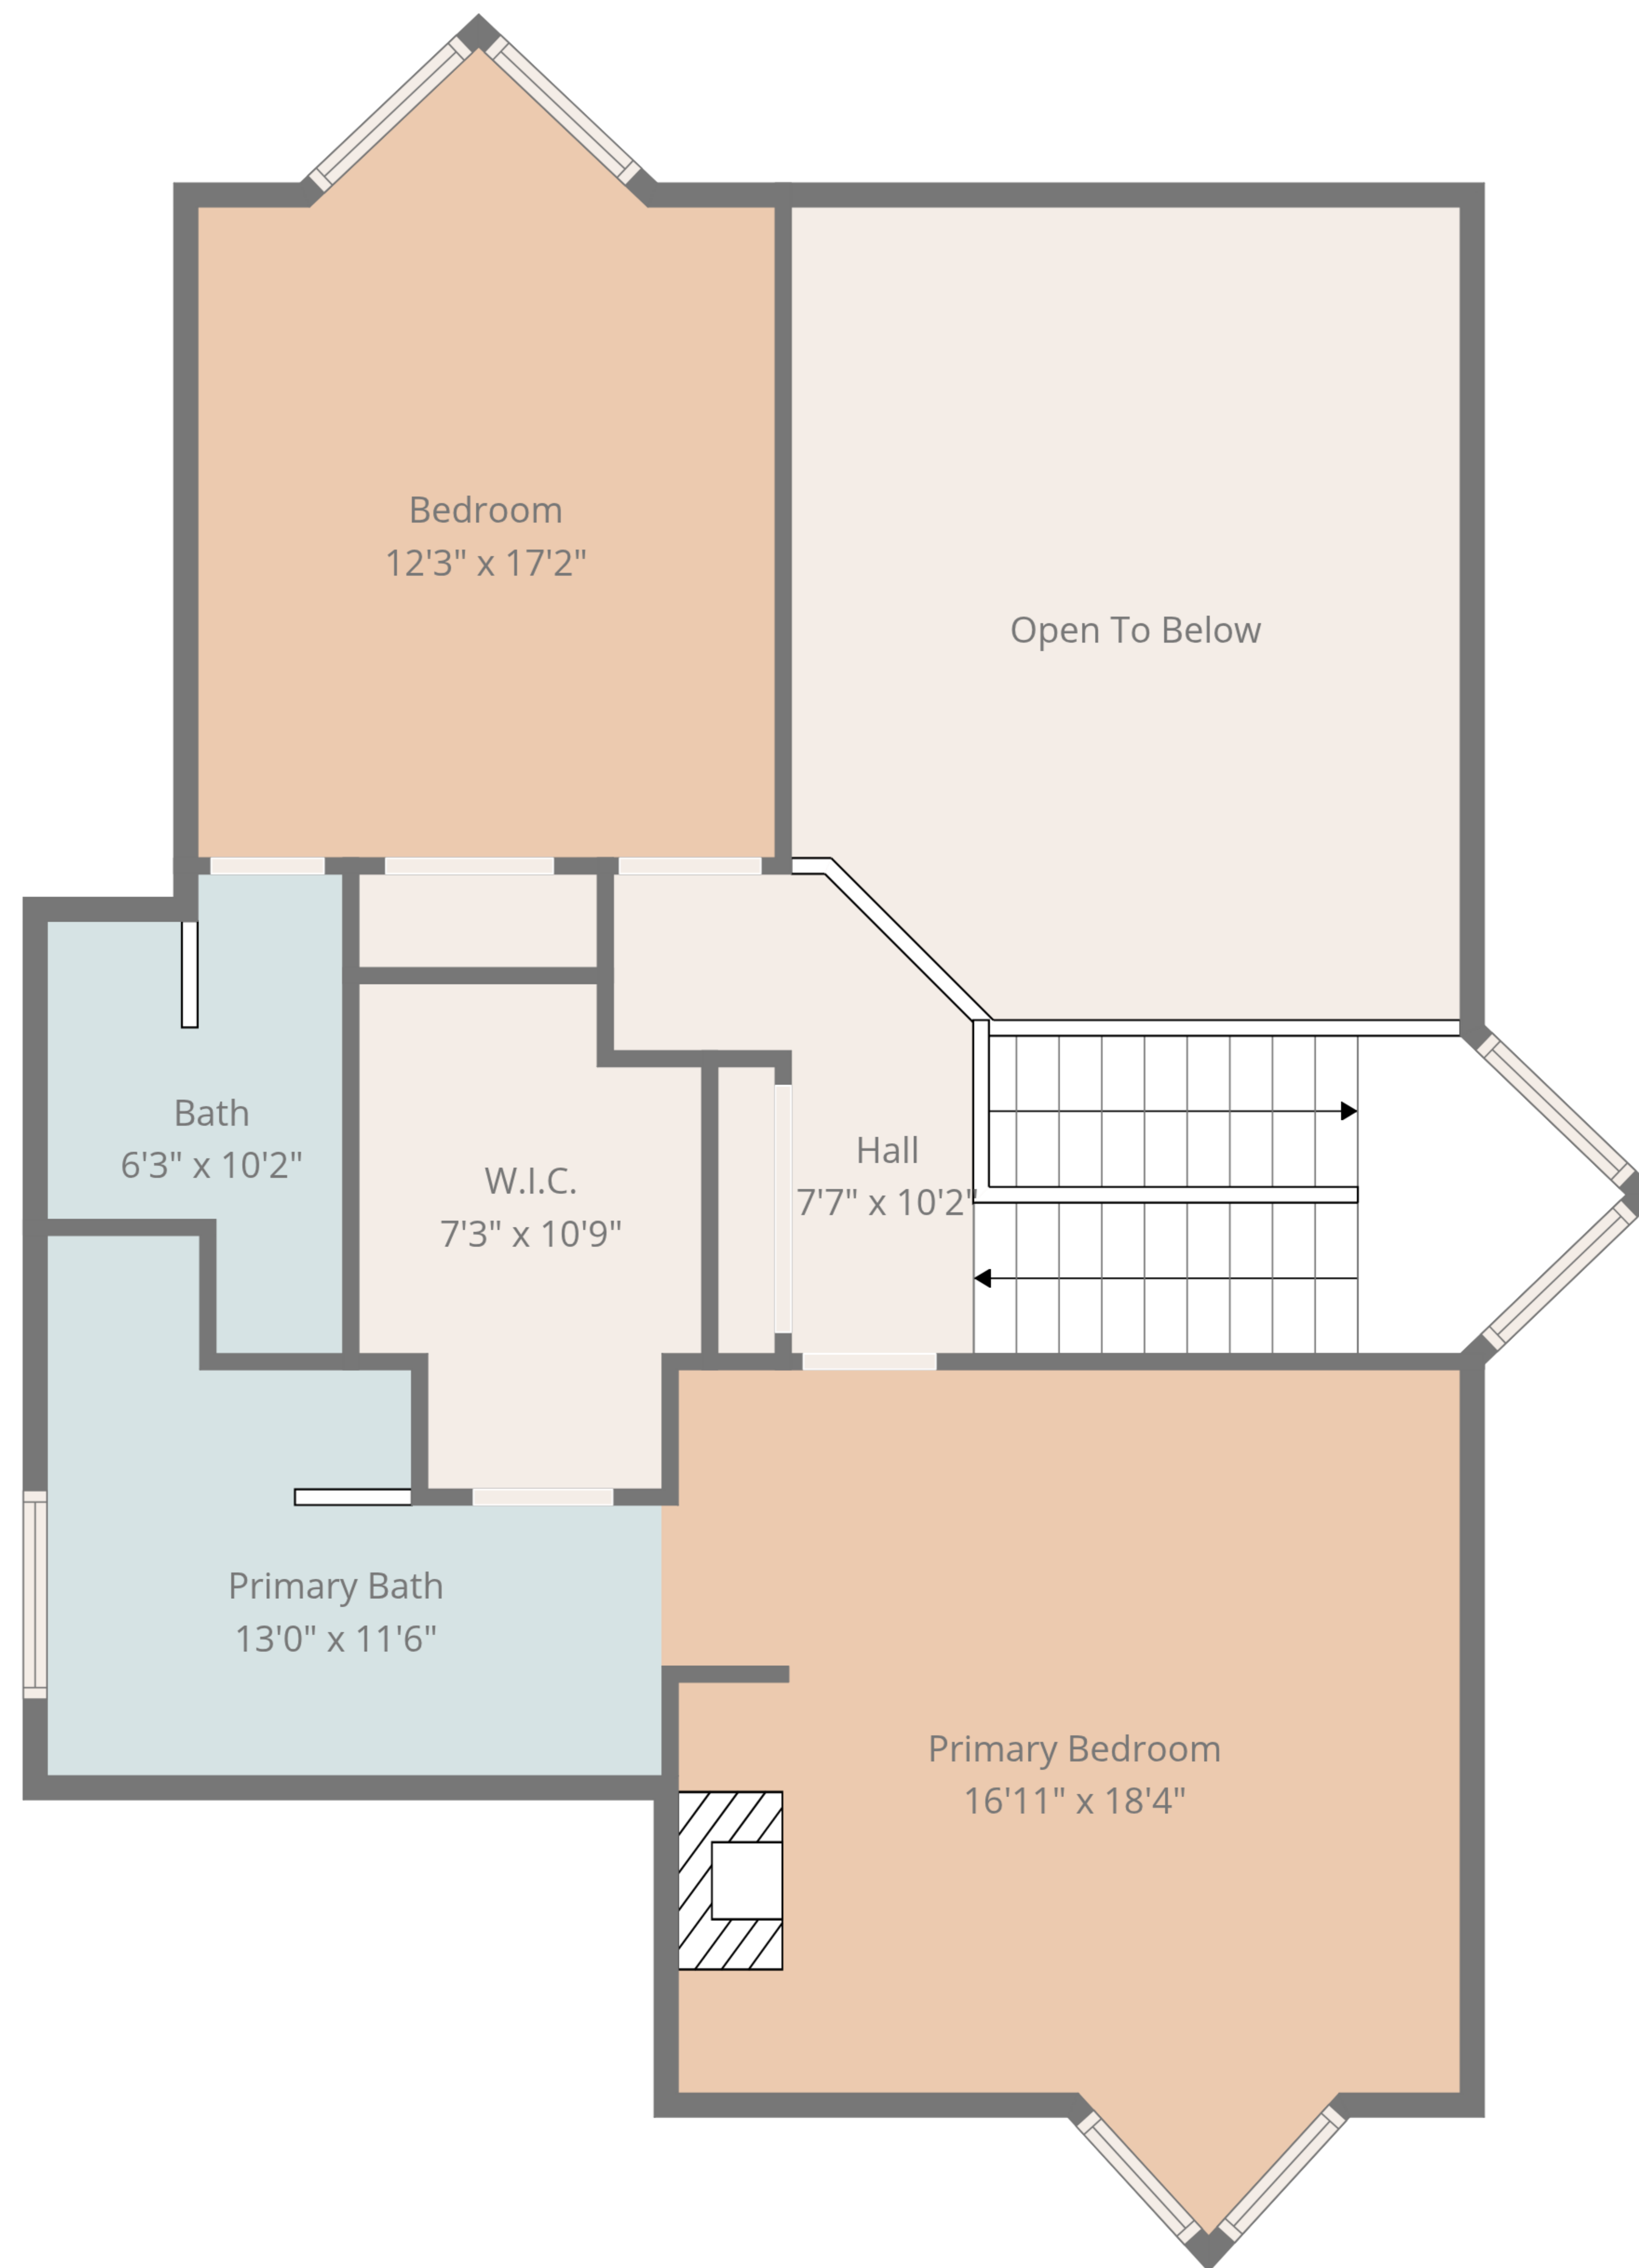 Bedroom
12'3" x 17'2"
Open To Below
Bath
6'3" x 10'2"
W.I.C.
7'3" x 10'9"
Hall
7'7" x 10'2"
Primary Bath
13'0" x 11'6"
Primary Bedroom
16'11" x 18'4"